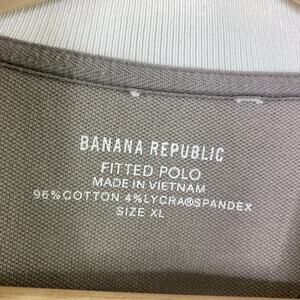 BANANA REPUBLIC
FITTED POLO
MADE IN VIETNAM
96%COTTON 4%LYCRA®SPANDEX
SIZE XL